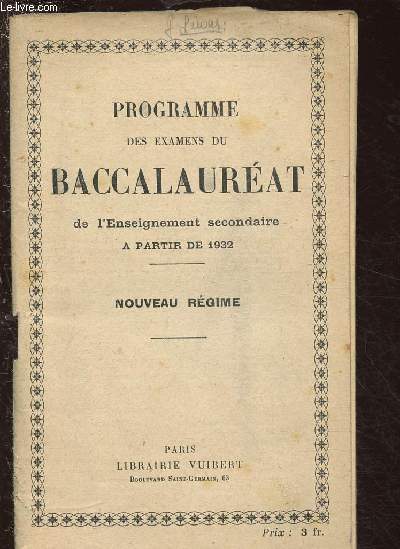 PROGRAMME
DES EXAMENS DU
BACCALAURÉAT
de l'Enseignement secondaire
A PARTIR DE 1932
NOUVEAU RÉGIME
PARIS
LIBRAIRIE VUIBERT
BOULEVARD SAINT-GERMAIN, 63
Prix : 3 fr.
le-livre.com